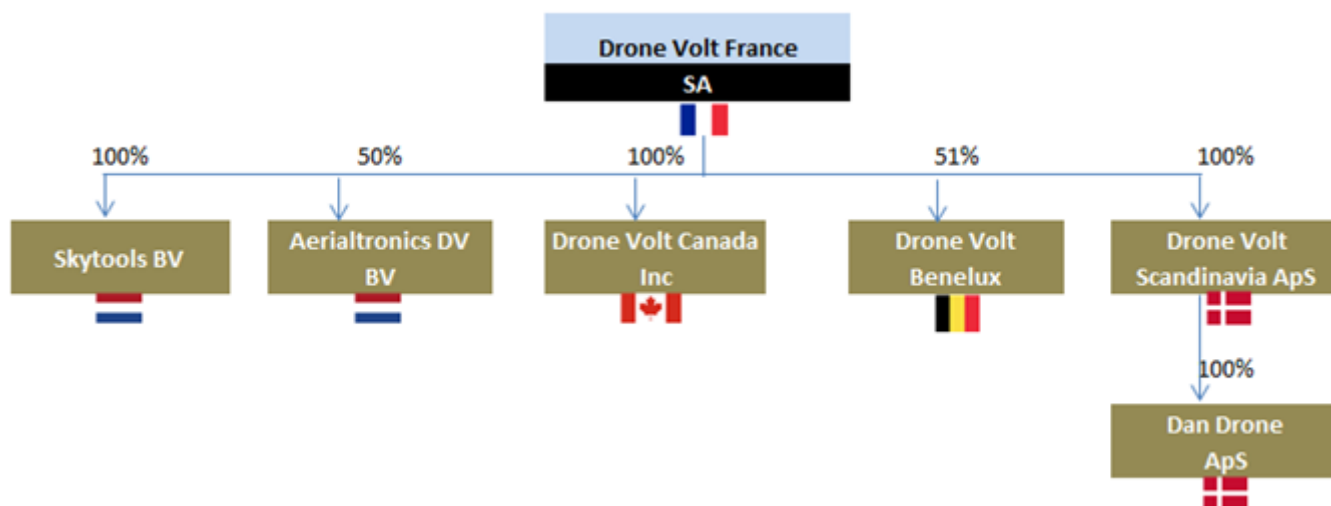 Drone Volt France
SA
100%
50%
100%
51%
100%
Skytools BV
Aerialtronics DV
BV
Drone Volt Canada
Inc
Drone Volt
Benelux
Drone Volt
Scandinavia ApS
100%
Dan Drone
ApS